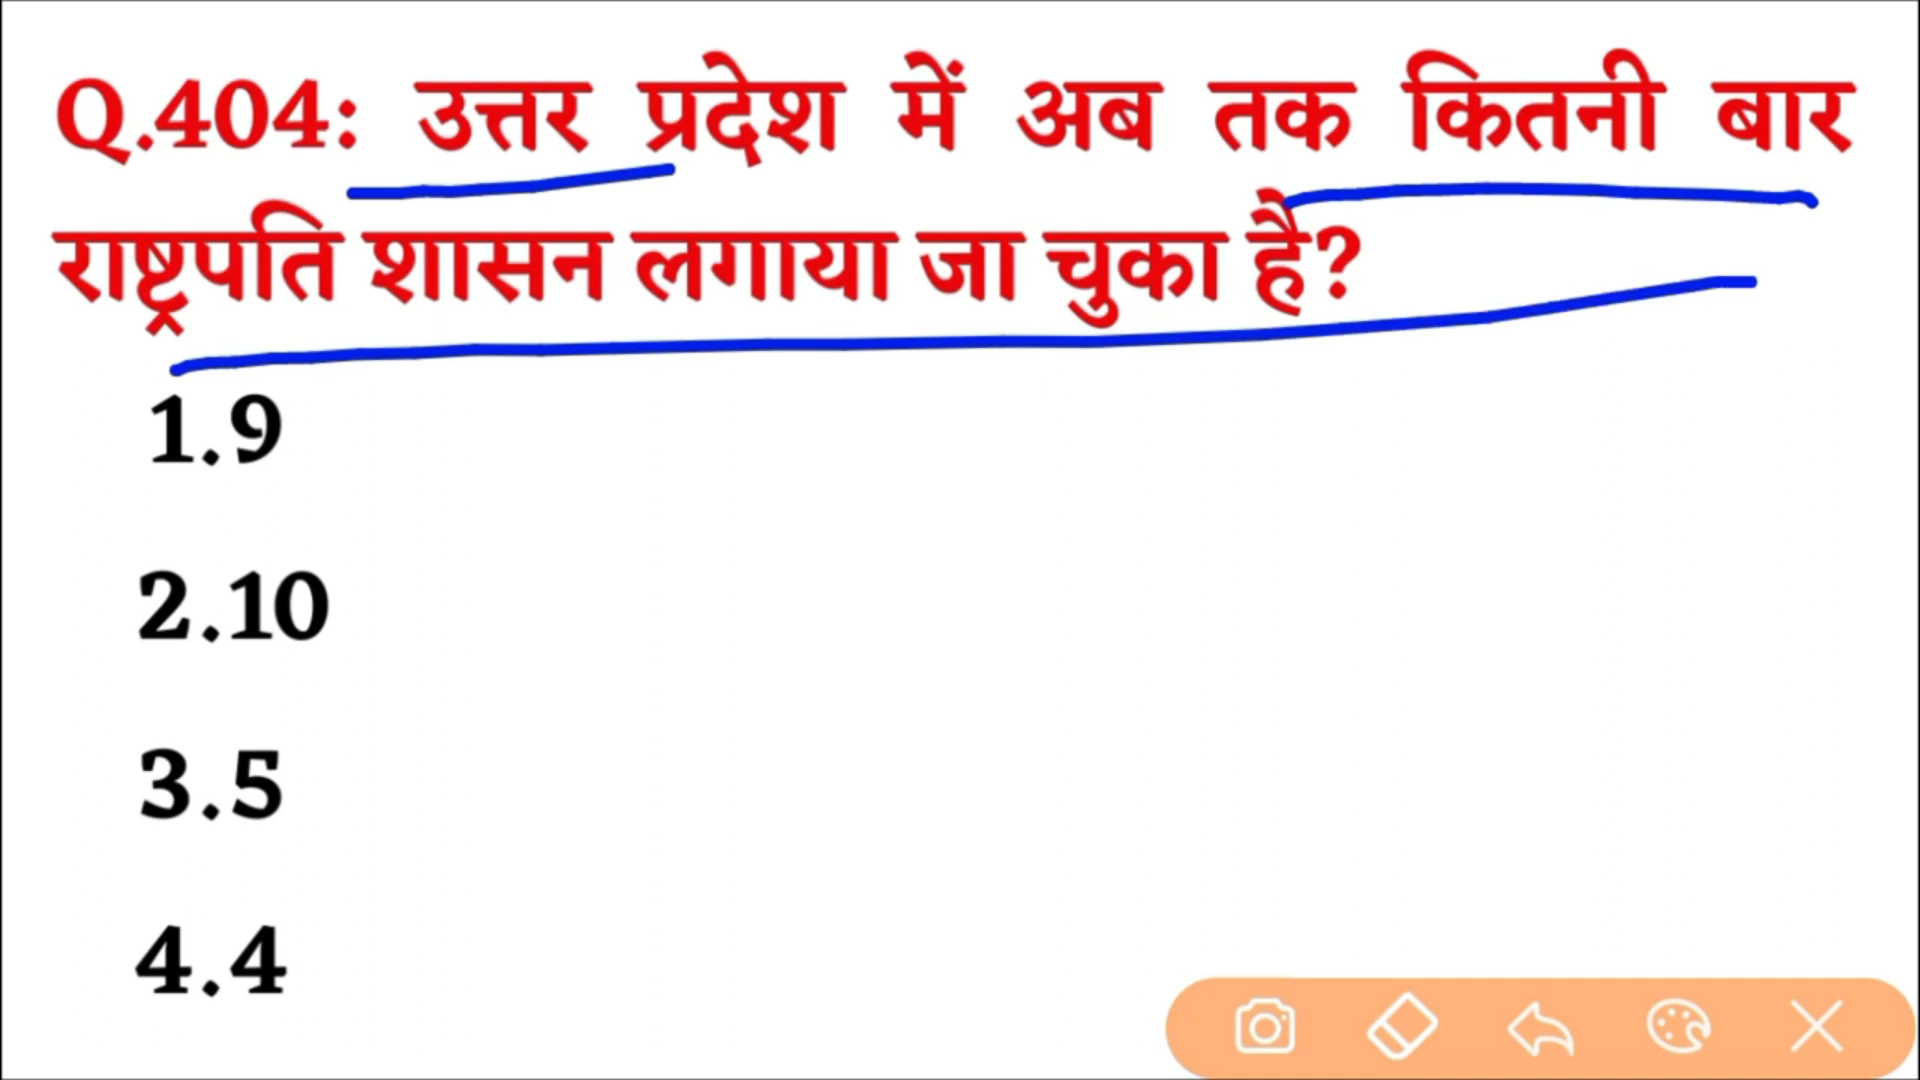 Q.404: उत्तर प्रदेश में अब तक कितनी बार
राष्ट्रपति शासन लगाया जा चुका है?
1.9
2.10
3.5
4.4